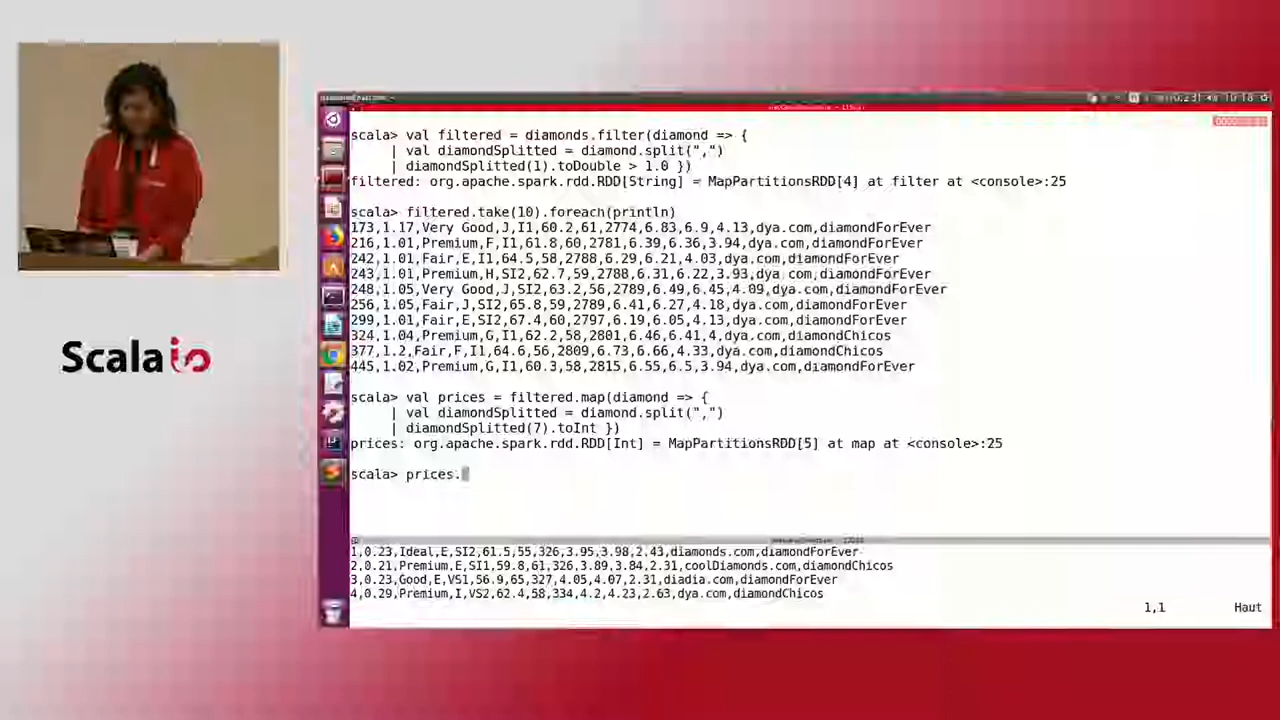 Scala io
scala> val filtered = diamonds.filter(diamond => {
| val diamondSplitted = diamond.split(",")
| diamondSplitted(1).toDouble > 1.0 })
filtered: org.apache.spark.rdd.RDD[String] = MapPartitionsRDD[4] at filter at <console>:25
scala> filtered.take(10).foreach(println)
173,1.17,Very Good,J,I1,60.2,61,2774,6.83,6.9,4.13,dya.com,diamondForEver
216,1.01,Premium,F,I1,61.8,60,2781,6.39,6.36,3.94,dya.com,diamondForEver
242,1.01,Fair,E,I1,64.5,58,2788,6.29,6.21,4.03,dya.com,diamondForEver
243,1.01,Premium,H,SI2,62.7,59,2788,6.31,6.22,3.93,dya.com,diamondForEver
248,1.05,Very Good,J,SI2,63.2,56,2789,6.49,6.45,4.09,dya.com,diamondForEver
256,1.05,Fair,J,SI2,65.8,59,2789,6.41,6.27,4.18,dya.com,diamondForEver
299,1.01,Fair,E,SI2,67.4,60,2797,6.19,6.05,4.13,dya.com,diamondForEver
324,1.04,Premium,G,I1,62.2,58,2801,6.46,6.41,4,dya.com,diamondChicos
377,1.2,Fair,F,I1,64.6,56,2809,6.73,6.66,4.33,dya.com,diamondChicos
445,1.02,Premium,G,I1,60.3,58,2815,6.55,6.5,3.94,dya.com,diamondForEver
scala> val prices = filtered.map(diamond => {
| val diamondSplitted = diamond.split(",")
| diamondSplitted(7).toInt })
prices: org.apache.spark.rdd.RDD[Int] = MapPartitionsRDD[5] at map at <console>:25
scala> prices.
1,0.23,Ideal,E,SI2,61.5,55,326,3.95,3.98,2.43,diamonds.com,diamondForEver
2,0.21,Premium,E,SI1,59.8,61,326,3.89,3.84,2.31,coolDiamonds.com,diamondChicos
3,0.23,Good,E,VS1,56.9,65,327,4.05,4.07,2.31,diadia.com,diamondForEver
4,0.29,Premium,I,VS2,62.4,58,334,4.2,4.23,2.63,dya.com,diamondChicos
1,1 Haut